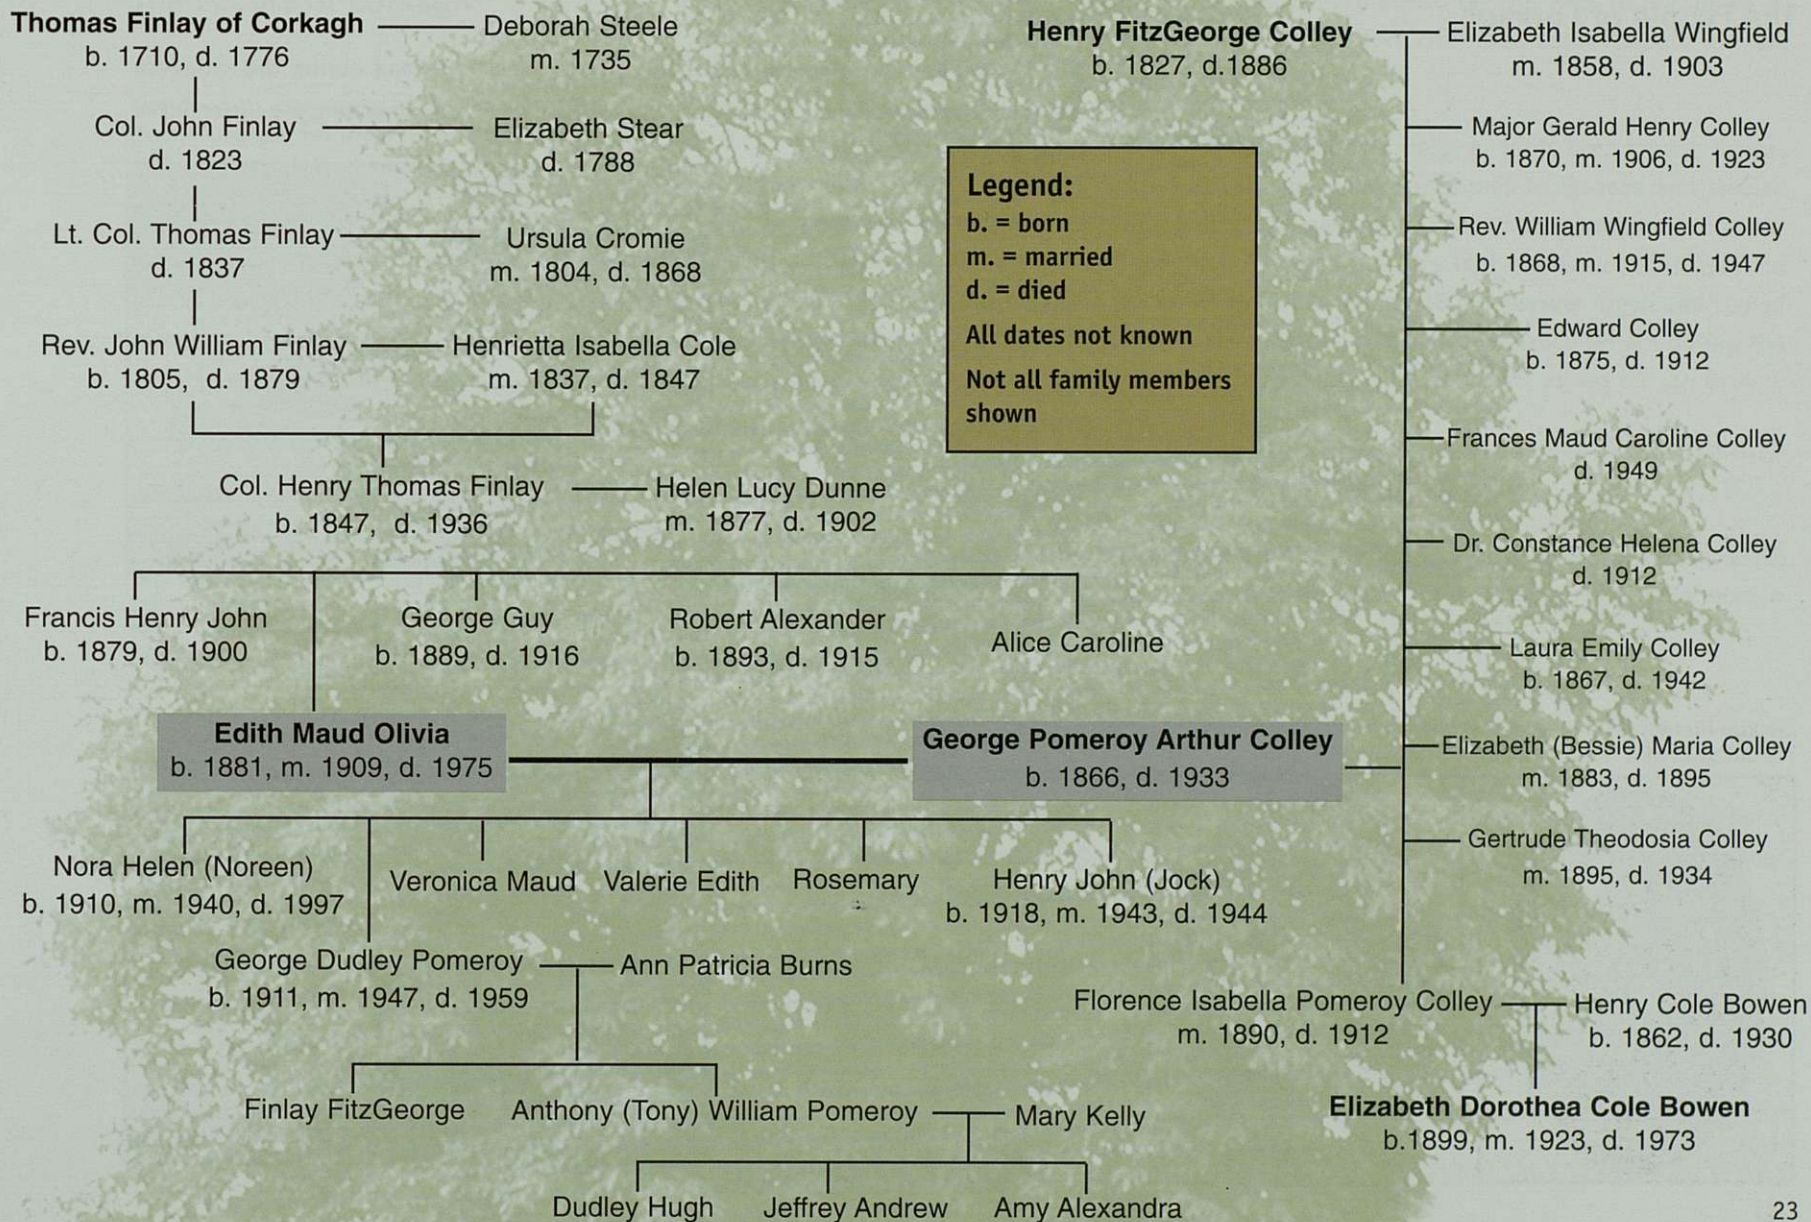 Thomas Finlay of Corkagh
b. 1710, d. 1776
Deborah Steele
m. 1735
Col. John Finlay
d. 1823
Elizabeth Stear
d. 1788
Lt. Col. Thomas Finlay
d. 1837
Ursula Cromie
m. 1804, d. 1868
Rev. John William Finlay
b. 1805, d. 1879
Henrietta Isabella Cole
m. 1837, d. 1847
Col. Henry Thomas Finlay
b. 1847, d. 1936
Helen Lucy Dunne
m. 1877, d. 1902
Francis Henry John
b. 1879, d. 1900
George Guy
b. 1889, d. 1916
Robert Alexander
b. 1893, d. 1915
Alice Caroline
Edith Maud Olivia
b. 1881, m. 1909, d. 1975
George Pomeroy Arthur Colley
b. 1866, d. 1933
Nora Helen (Noreen)
b. 1910, m. 1940, d. 1997
Veronica Maud
Valerie Edith
Rosemary
Henry John (Jock)
b. 1918, m. 1943, d. 1944
George Dudley Pomeroy
b. 1911, m. 1947, d. 1959
Ann Patricia Burns
Finlay FitzGeorge
Anthony (Tony) William Pomeroy
Mary Kelly
Dudley Hugh
Jeffrey Andrew
Amy Alexandra
Henry FitzGeorge Colley
b. 1827, d.1886
Elizabeth Isabella Wingfield
m. 1858, d. 1903
Legend:
b. = born
m. = married
d. = died
All dates not known
Not all family members
shown
Major Gerald Henry Colley
b. 1870, m. 1906, d. 1923
Rev. William Wingfield Colley
b. 1868, m. 1915, d. 1947
Edward Colley
b. 1875, d. 1912
Frances Maud Caroline Colley
d. 1949
Dr. Constance Helena Colley
d. 1912
Laura Emily Colley
b. 1867, d. 1942
Elizabeth (Bessie) Maria Colley
m. 1883, d. 1895
Gertrude Theodosia Colley
m. 1895, d. 1934
Florence Isabella Pomeroy Colley
m. 1890, d. 1912
Henry Cole Bowen
b. 1862, d. 1930
Elizabeth Dorothea Cole Bowen
b.1899, m. 1923, d. 1973
23